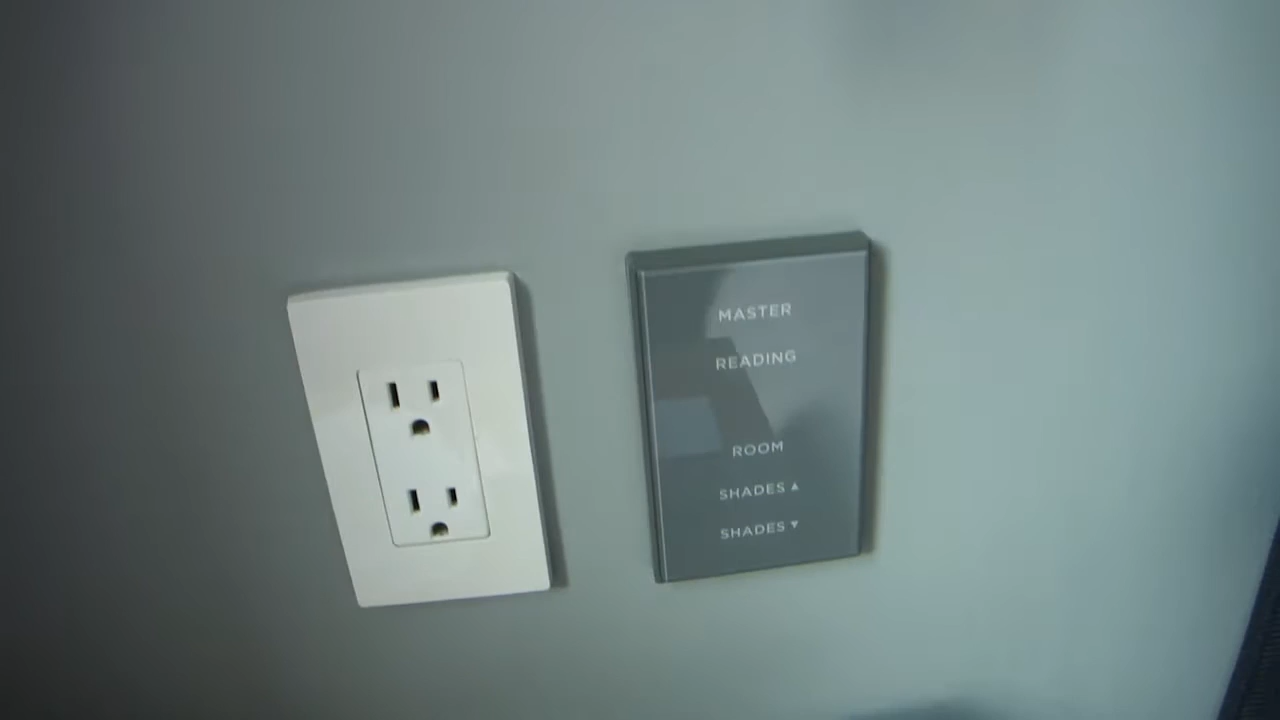 MASTER
READING
ROOM
SHADES ▲
SHADES ▼